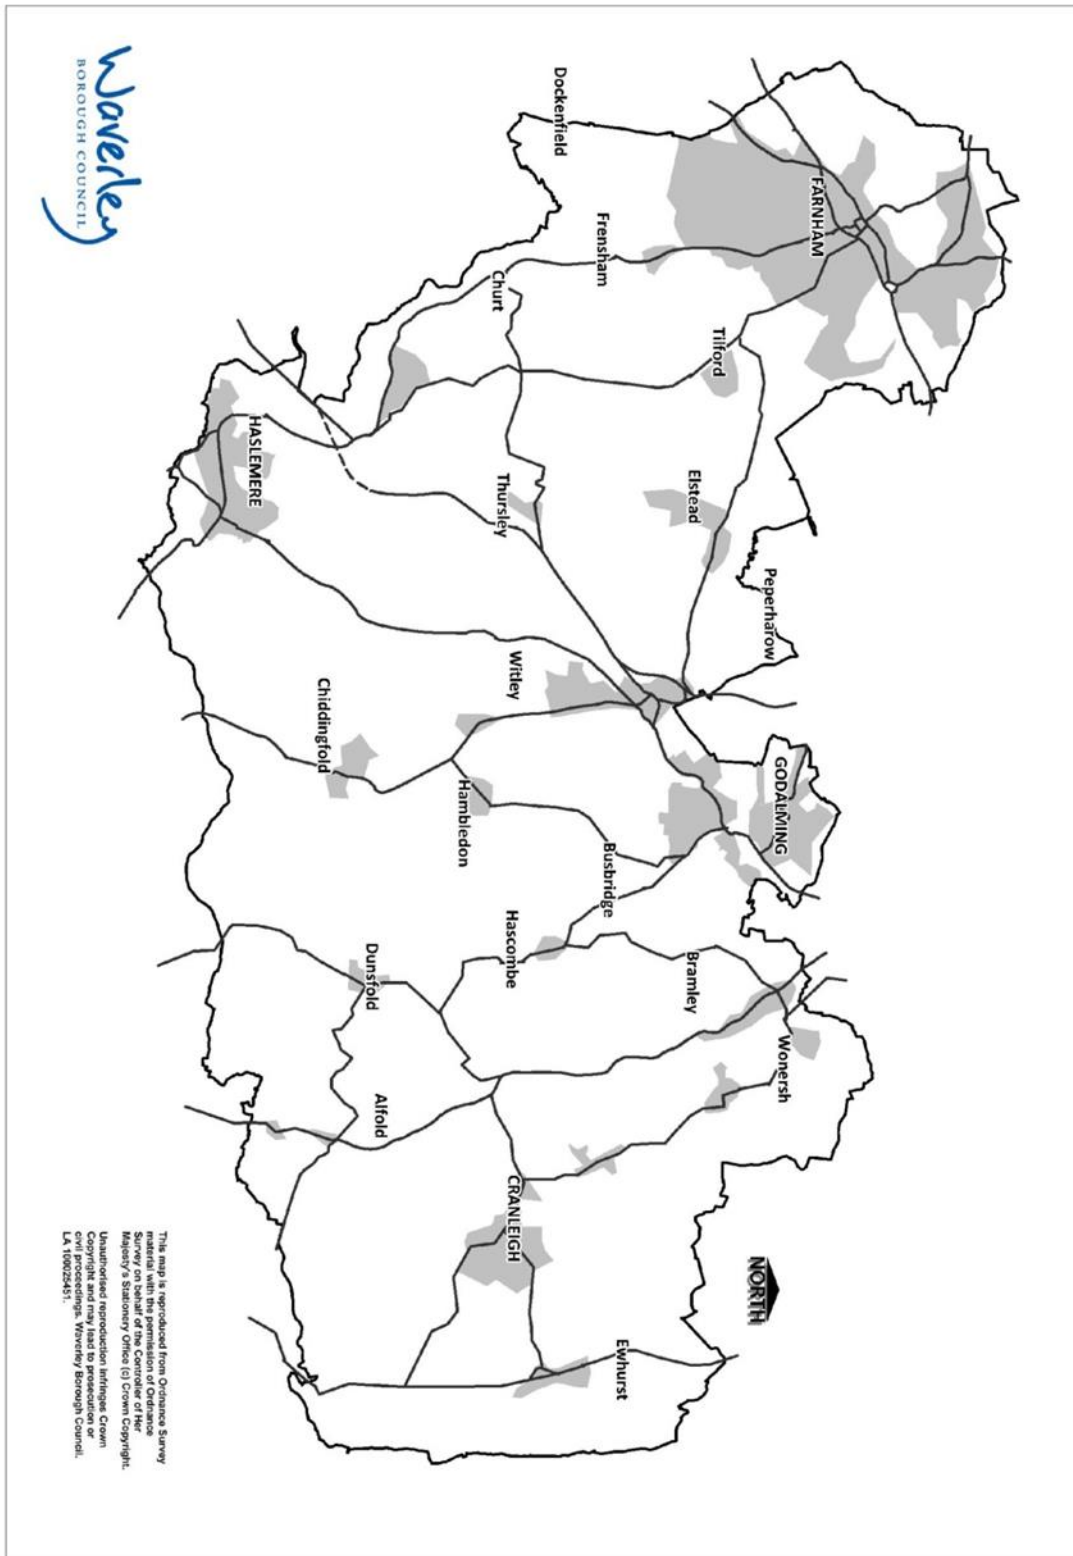 Waverley
BOROUGH COUNCIL
Dockenfield
FARNHAM
Frensham
Churt
Tilford
HASLEMERE
Thursley
Elstead
Peperharow
Witley
Chiddingfold
GODALMING
Hambledon
Busbridge
Hascombe
Dunsfold
Bramley
Wonersh
Alfold
CRANLEIGH
NORTH
Ewhurst
This map is reproduced from Ordnance Survey
material with the permission of Ordnance
Survey on behalf of the Controller of Her
Majesty's Stationery Office (c) Crown Copyright.
Unauthorised reproduction infringes Crown
Copyright and may lead to prosecution or
civil proceedings. Waverley Borough Council.
LA 100025451.